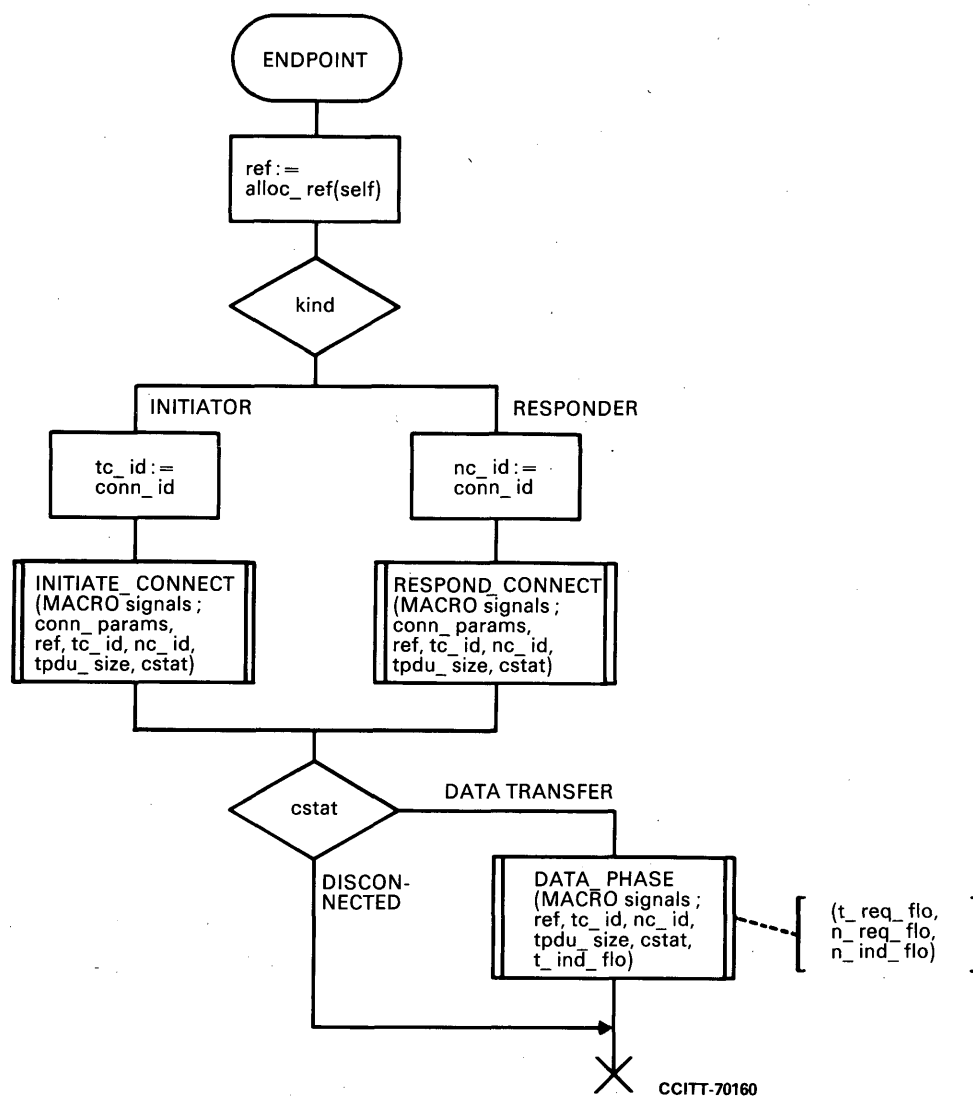 ENDPOINT
ref :=
alloc_ ref(self)
kind
INITIATOR
RESPONDER
tc_ id :=
conn_ id
nc_ id :=
conn_ id
INITIATE_ CONNECT
(MACRO signals ;
conn_ params,
ref, tc_ id, nc_ id,
tpdu_ size, cstat)
RESPOND_ CONNECT
(MACRO signals ;
conn_ params,
ref, tc_ id, nc_ id,
tpdu_ size, cstat)
cstat
DATA TRANSFER
DISCON-
NECTED
DATA_ PHASE
(MACRO signals ;
ref, tc_ id, nc_ id,
tpdu_ size, cstat,
t_ ind_ flo)
(t_ req_ flo,
n_ req_ flo,
n_ ind_ flo)
CCITT-70160